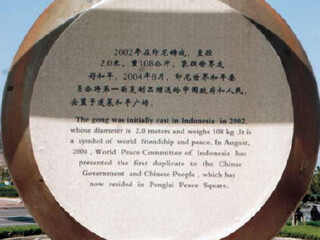 2002年在印尼铸成，直径
2.0米，重108公斤，象征世界友
好和平。2004年8月，印尼世界和平委
员会将第一面复制品赠送给中国政府和人民，
安置于蓬莱和平广场。
The gong was initially cast in Indonesia in 2002,
whose diameter is 2.0 meters and weighs 108 kg .It is
a symbol of world friendship and peace. In August,
2004 , World Peace Committee of Indonesia has
presented the first duplicate to the Chinse
Government and Chinese People , which has
now resided in Penglai Peace Square.